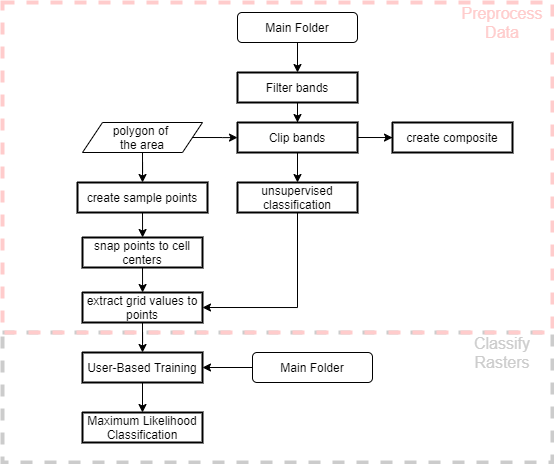 Preprocess
Data
Main Folder
Filter bands
polygon of
the area
Clip bands
create composite
create sample points
unsupervised
classification
snap points to cell
centers
extract grid values to
points
Classify
Rasters
User-Based Training
Main Folder
Maximum Likelihood
Classification